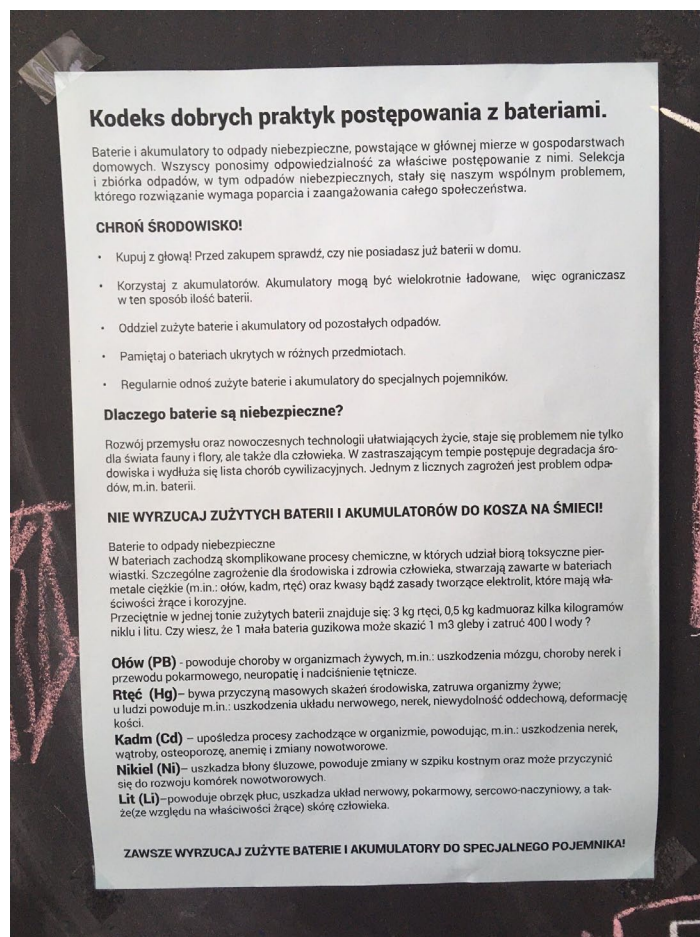 Kodeks dobrych praktyk postępowania z bateriami.
Baterie i akumulatory to odpady niebezpieczne, powstające w głównej mierze w gospodarstwach
domowych. Wszyscy ponosimy odpowiedzialność za właściwe postępowanie z nimi. Selekcja
i zbiórka odpadów, w tym odpadów niebezpiecznych, stały się naszym wspólnym problemem,
którego rozwiązanie wymaga poparcia i zaangażowania całego społeczeństwa.
CHROŃ ŚRODOWISKO!
• Kupuj z głową! Przed zakupem sprawdź, czy nie posiadasz już baterii w domu.
• Korzystaj z akumulatorów. Akumulatory mogą być wielokrotnie ładowane, więc ograniczasz
w ten sposób ilość baterii.
• Oddziel zużyte baterie i akumulatory od pozostałych odpadów.
• Pamiętaj o bateriach ukrytych w różnych przedmiotach.
• Regularnie odnoś zużyte baterie i akumulatory do specjalnych pojemników.
Dlaczego baterie są niebezpieczne?
Rozwój przemysłu oraz nowoczesnych technologii ułatwiających życie, staje się problemem nie tylko
dla świata fauny i flory, ale także dla człowieka. W zastraszającym tempie postępuje degradacja śro-
dowiska i wydłuża się lista chorób cywilizacyjnych. Jednym z licznych zagrożeń jest problem odpa-
dów, m.in. baterii.
NIE WYRZUCAJ ZUŻYTYCH BATERII I AKUMULATORÓW DO KOSZA NA ŚMIECI!
Baterie to odpady niebezpieczne
W bateriach zachodzą skomplikowane procesy chemiczne, w których udział biorą toksyczne pier-
wiastki. Szczególne zagrożenie dla środowiska i zdrowia człowieka, stwarzają zawarte w bateriach
metale ciężkie (m.in.: ołów, kadm, rtęć) oraz kwasy bądź zasady tworzące elektrolit, które mają wła-
ściwości żrące i korozyjne.
Przeciętnie w jednej tonie zużytych baterii znajduje się: 3 kg rtęci, 0,5 kg kadmuoraz kilka kilogramów
niklu i litu. Czy wiesz, że 1 mała bateria guzikowa może skazić 1 m3 gleby i zatruć 400 l wody ?
Ołów (PB) - powoduje choroby w organizmach żywych, m.in.: uszkodzenia mózgu, choroby nerek i
przewodu pokarmowego, neuropatię i nadciśnienie tętnicze.
Rtęć (Hg)– bywa przyczyną masowych skażeń środowiska, zatruwa organizmy żywe;
u ludzi powoduje m.in.: uszkodzenia układu nerwowego, nerek, niewydolność oddechową, deformację
kości.
Kadm (Cd) – upośledza procesy zachodzące w organizmie, powodując, m.in.: uszkodzenia nerek,
wątroby, osteoporozę, anemię i zmiany nowotworowe.
Nikiel (Ni)– uszkadza błony śluzowe, powoduje zmiany w szpiku kostnym oraz może przyczynić
się do rozwoju komórek nowotworowych.
Lit (Li)–powoduje obrzęk płuc, uszkadza układ nerwowy, pokarmowy, sercowo-naczyniowy, a tak-
że(ze względu na właściwości żrące) skórę człowieka.
ZAWSZE WYRZUCAJ ZUŻYTE BATERIE I AKUMULATORY DO SPECJALNEGO POJEMNIKA!